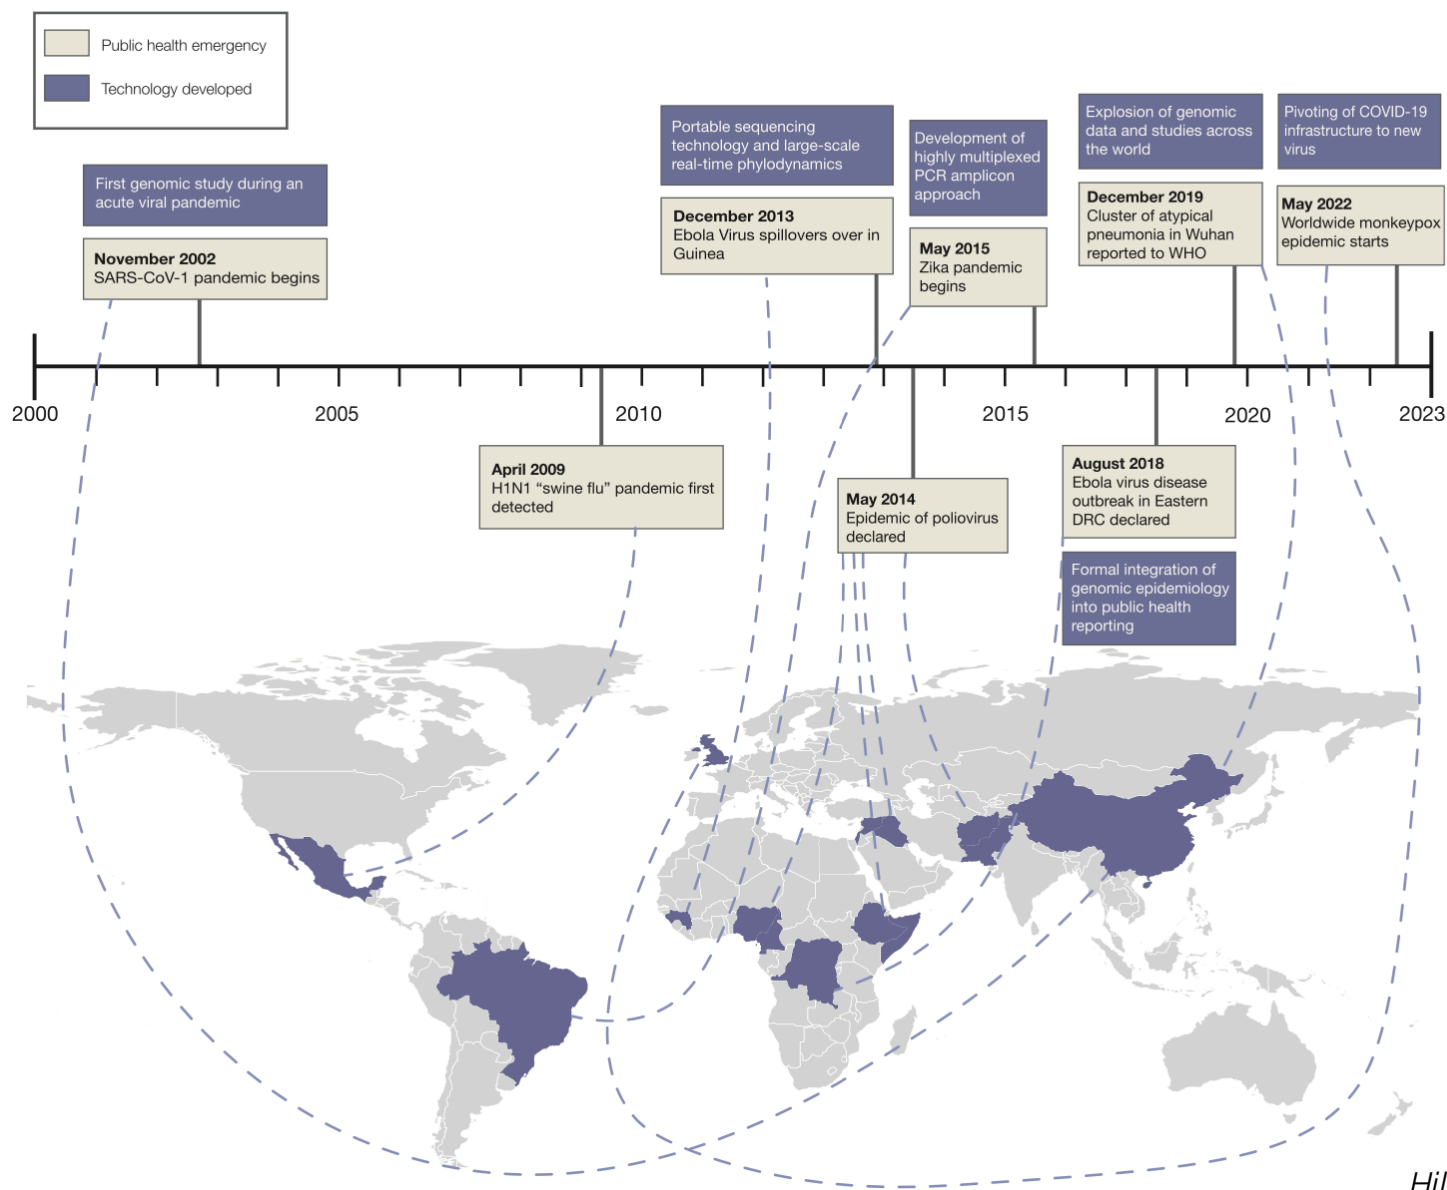 Public health emergency
Technology developed
First genomic study during an
acute viral pandemic
November 2002
SARS-CoV-1 pandemic begins
Portable sequencing
technology and large-scale
real-time phylodynamics
December 2013
Ebola Virus spillovers over in
Guinea
Development of
highly multiplexed
PCR amplicon
approach
May 2015
Zika pandemic
begins
Explosion of genomic
data and studies across
the world
December 2019
Cluster of atypical
pneumonia in Wuhan
reported to WHO
Pivoting of COVID-19
infrastructure to new
virus
May 2022
Worldwide monkeypox
epidemic starts
2000
2005
2010
2015
2020
2023
April 2009
H1N1 “swine flu” pandemic first
detected
May 2014
Epidemic of poliovirus
declared
August 2018
Ebola virus disease
outbreak in Eastern
DRC declared
Formal integration of
genomic epidemiology
into public health
reporting
Hil